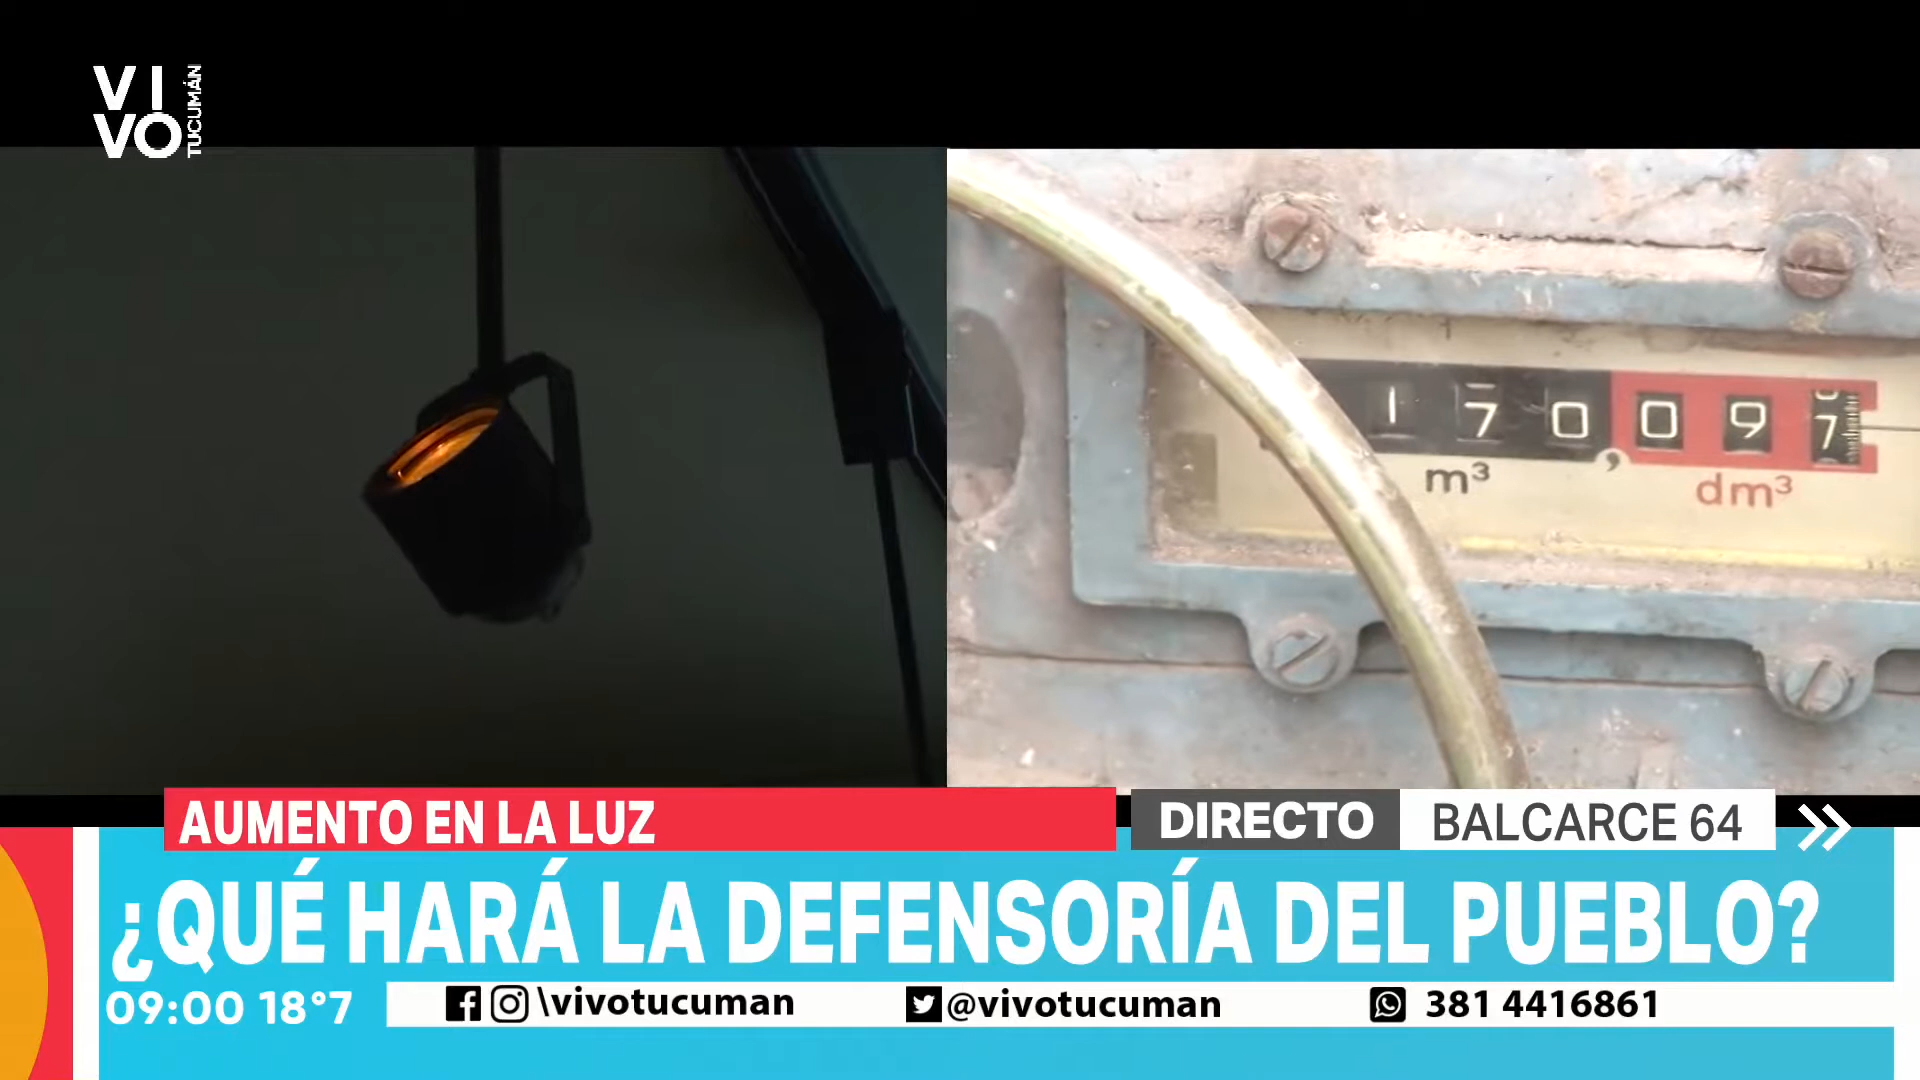 VI
VO
TUCUMÁN
1 7 0 , 0 9 7
m³
dm³
AUMENTO EN LA LUZ
DIRECTO
BALCARCE 64
¿QUÉ HARÁ LA DEFENSORÍA DEL PUEBLO?
09:00 18°7
\vivotucuman
@vivotucuman
381 4416861